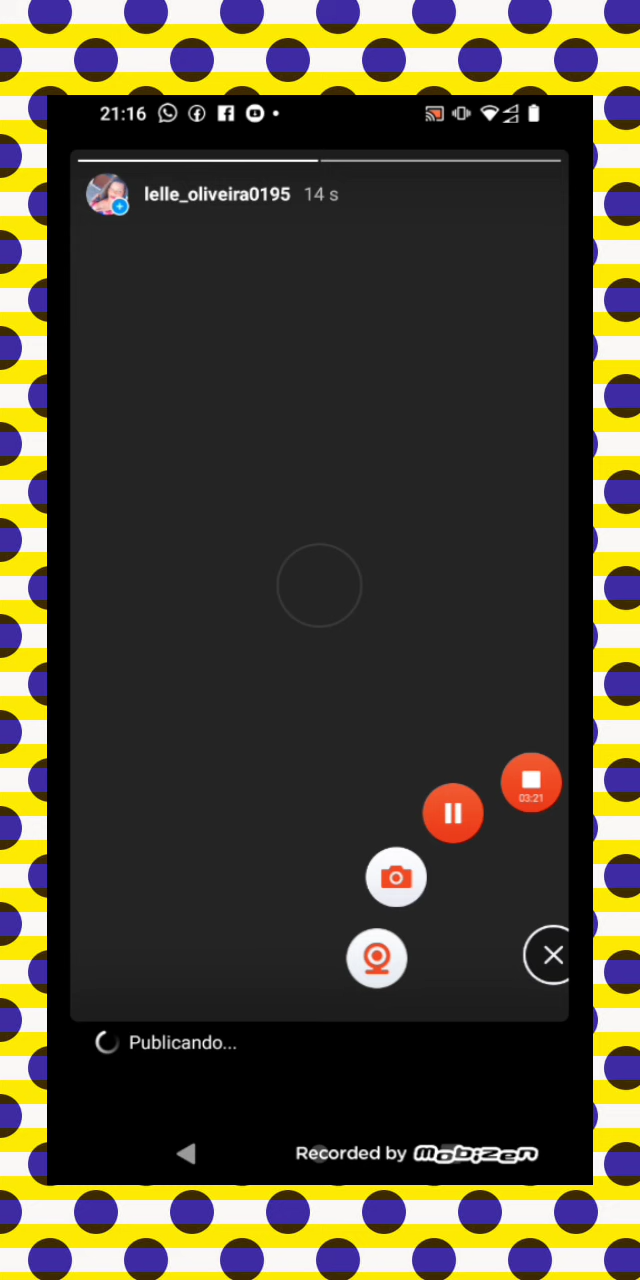 21:16
lelle_oliveira0195 14 s
03:21
Publicando...
Recorded by mobizen